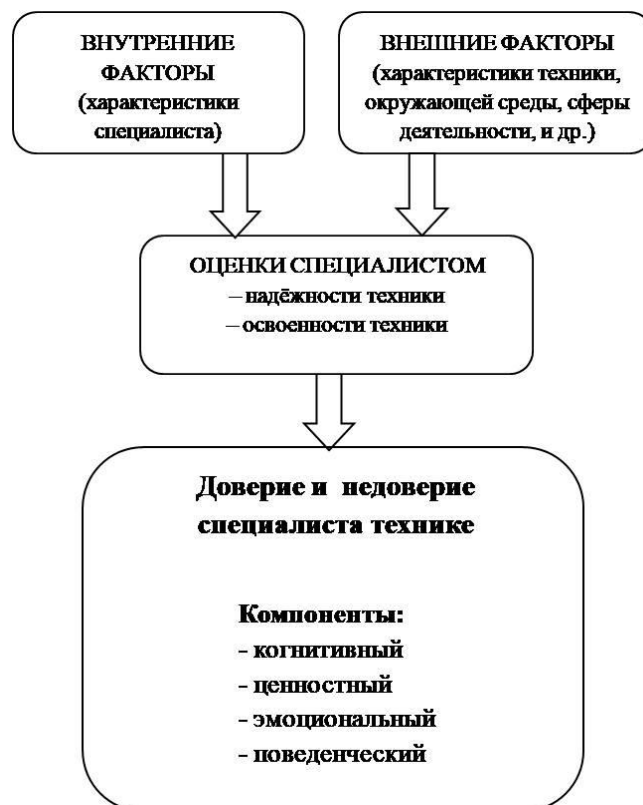 ВНУТРЕННИЕ
ФАКТОРЫ
(характеристики
специалиста)
ВНЕШНИЕ ФАКТОРЫ
(характеристики техники,
окружающей среды, сферы
деятельности, и др.)
ОЦЕНКИ СПЕЦИАЛИСТОМ
– надёжности техники
– освоенности техники
Доверие и недоверие
специалиста технике
Компоненты:
- когнитивный
- ценностный
- эмоциональный
- поведенческий